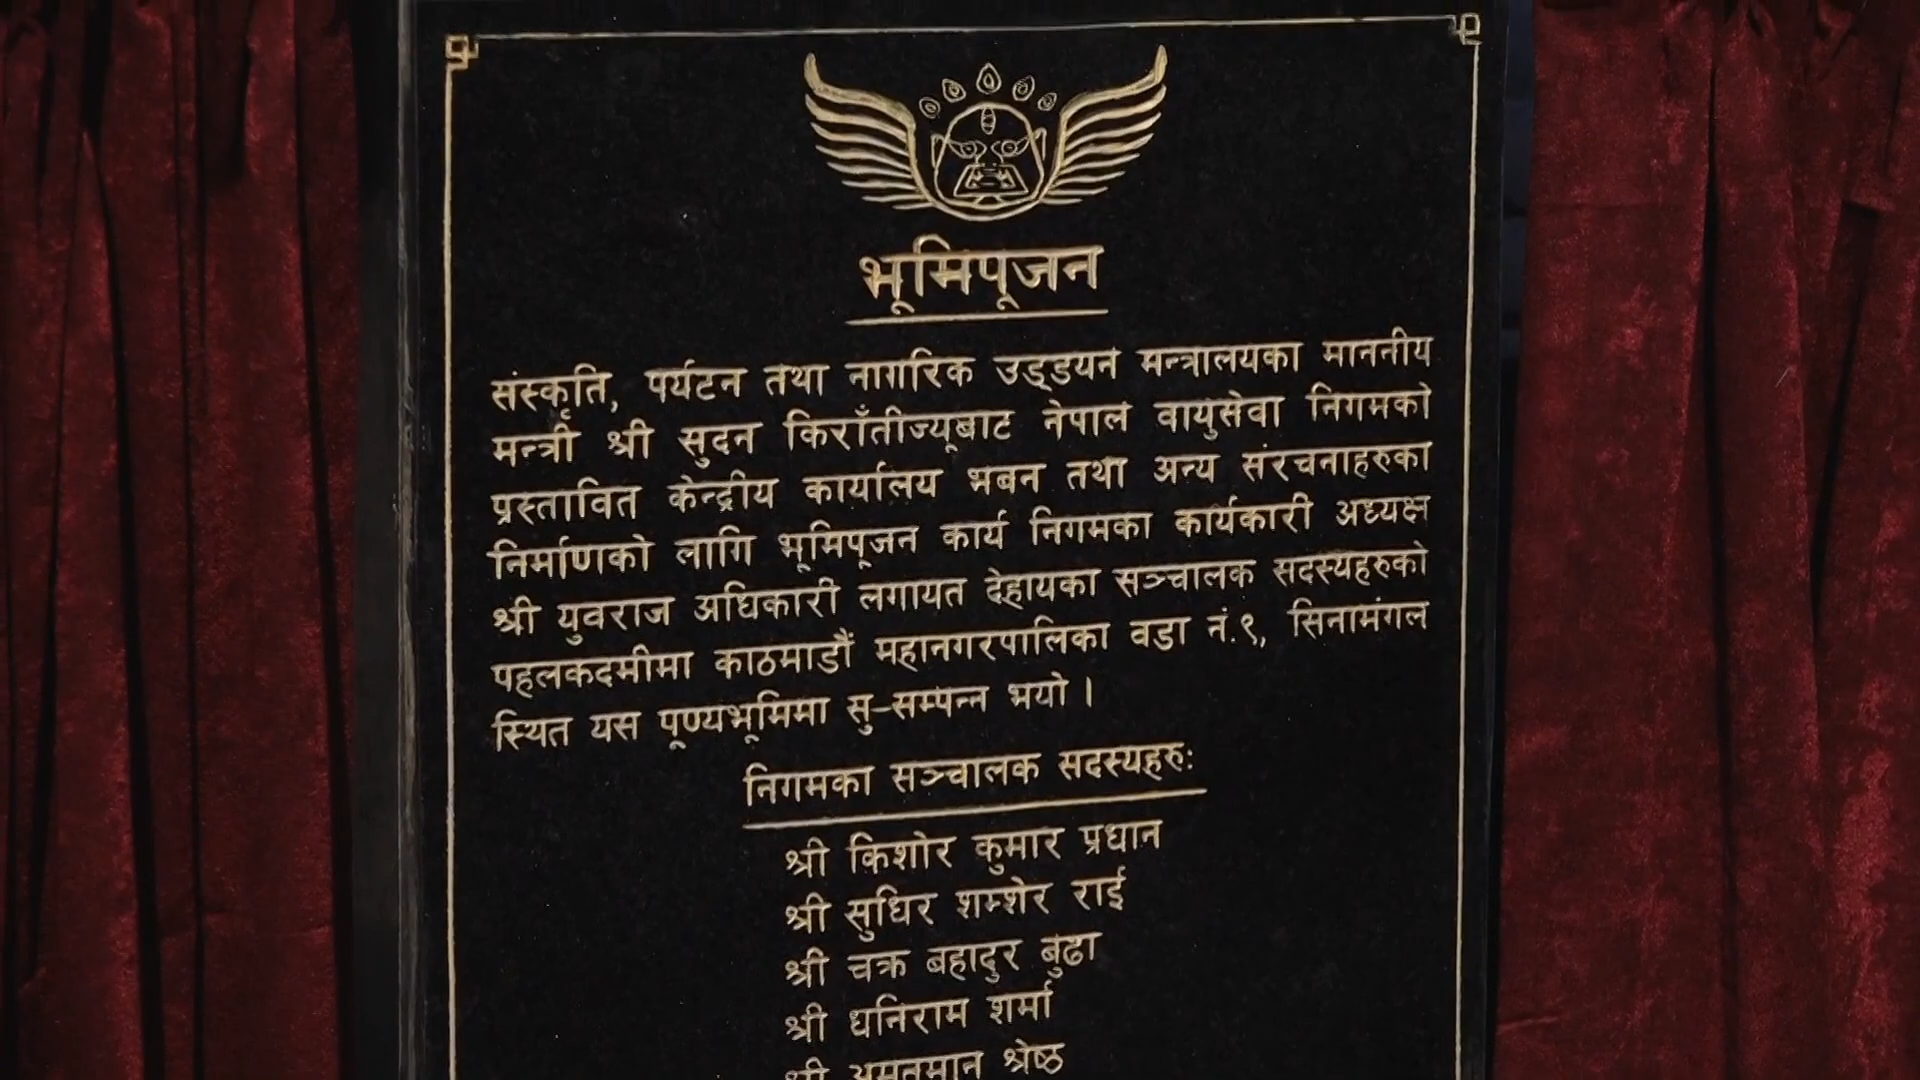 भूमिपूजन
संस्कृति, पर्यटन तथा नागरिक उड्डयन मन्त्रालयका माननीय
मन्त्री श्री सुदन किराँतीज्यूबाट नेपाल वायुसेवा निगमको
प्रस्तावित केन्द्रीय कार्यालय भबन तथा अन्य संरचनाहरुका
निर्माणको लागि भूमिपूजन कार्य निगमका कार्यकारी अध्यक्ष
श्री युवराज अधिकारी लगायत देहायका सञ्चालक सदस्यहरुको
पहलकदमीमा काठमाडौं महानगरपालिका वडा नं.९, सिनामंगल
स्थित यस पूण्यभूमिमा सु-सम्पन्न भयो।
निगमका सञ्चालक सदस्यहरुः
श्री किशोर कुमार प्रधान
श्री सुधिर शम्शेर राई
श्री चक्र बहादुर बुढा
श्री धनिराम शर्मा
श्री अमृतमान श्रेष्ठ